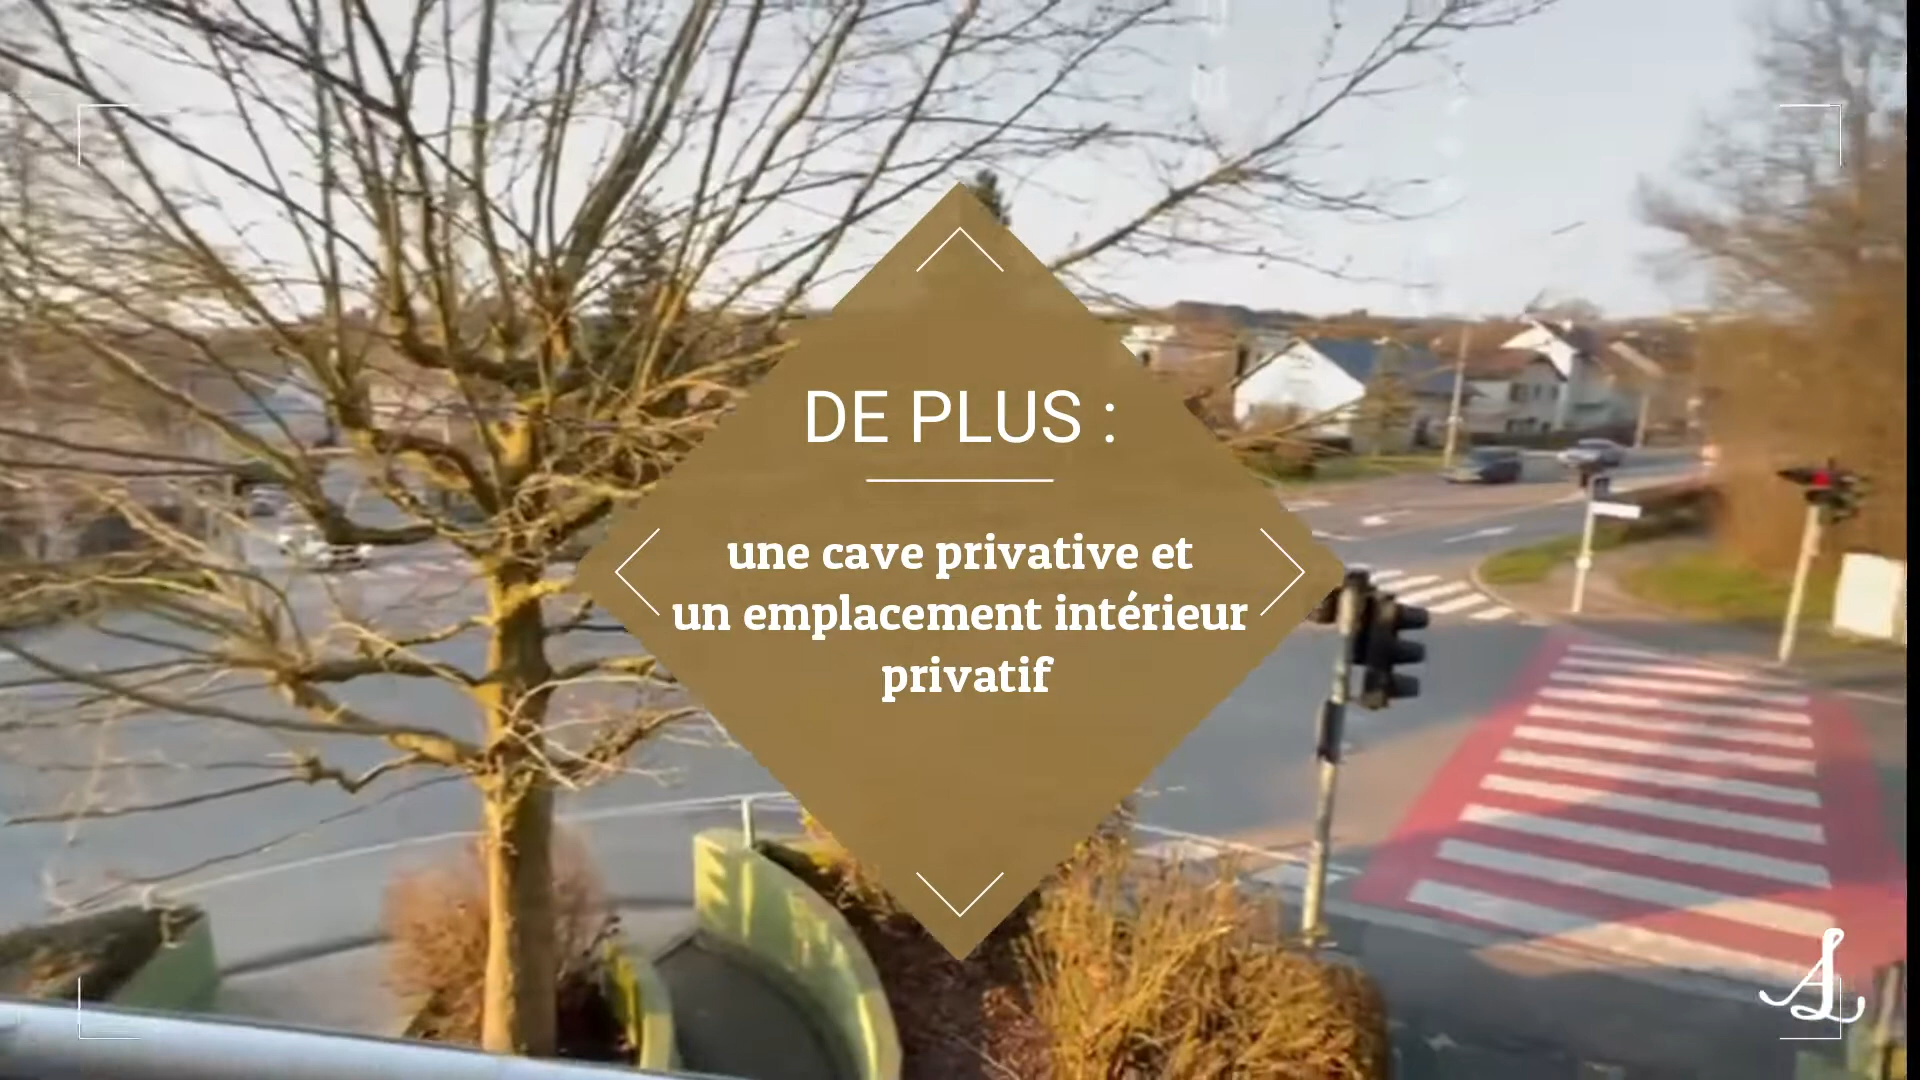 DE PLUS :
une cave privative et
un emplacement intérieur
privatif